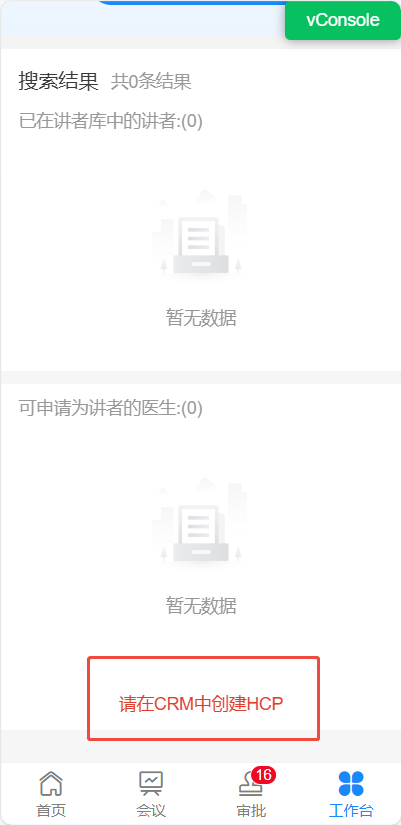 vConsole
搜索结果 共0条结果
已在讲者库中的讲者:(0)
暂无数据
可申请为讲者的医生:(0)
暂无数据
请在CRM中创建HCP
16
首页 会议 审批 工作台